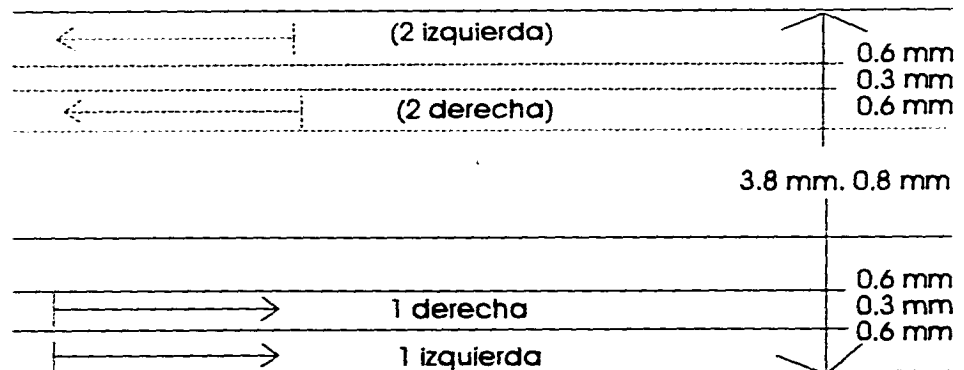 (2 izquierda)
0.6 mm
0.3 mm
(2 derecha)
0.6 mm
3.8 mm. 0.8 mm
0.6 mm
1 derecha
0.3 mm
0.6 mm
1 izquierda